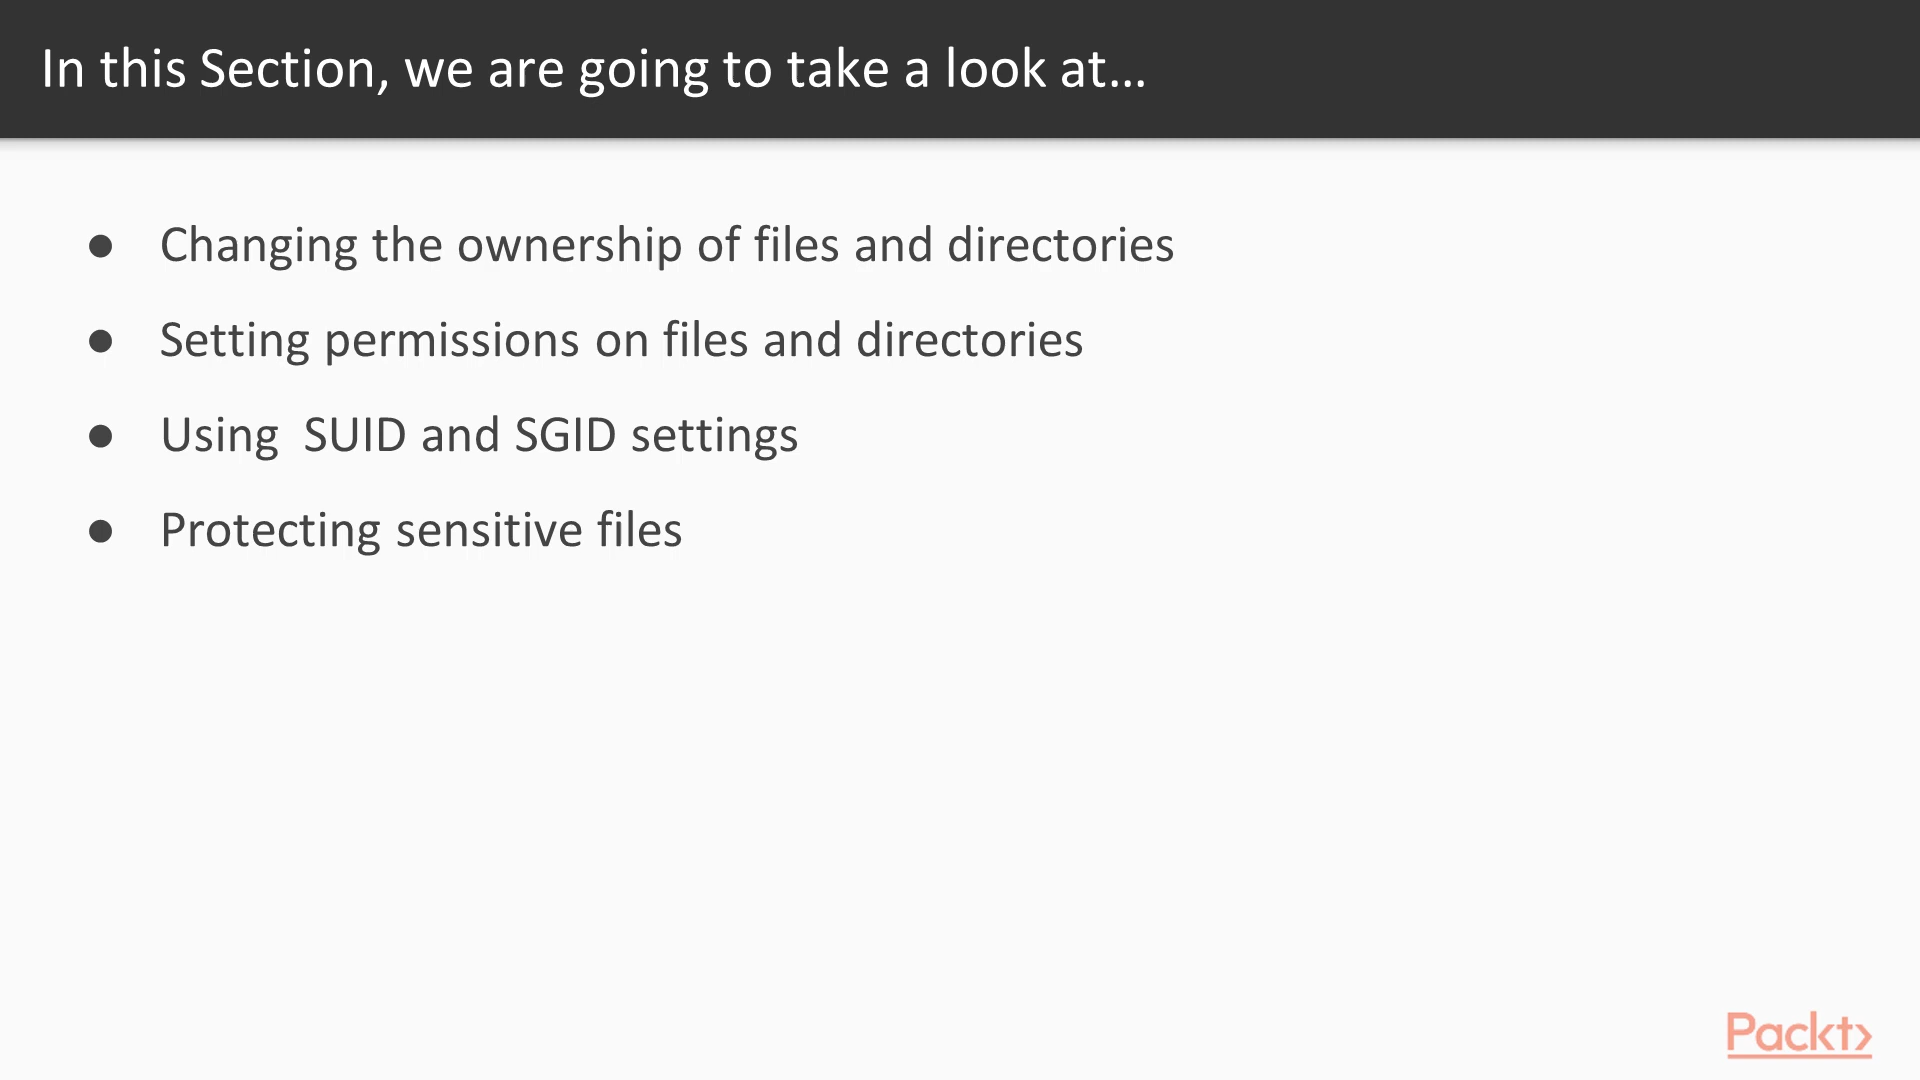 In this Section, we are going to take a look at...
● Changing the ownership of files and directories
● Setting permissions on files and directories
● Using  SUID and SGID settings
● Protecting sensitive files
Packt>